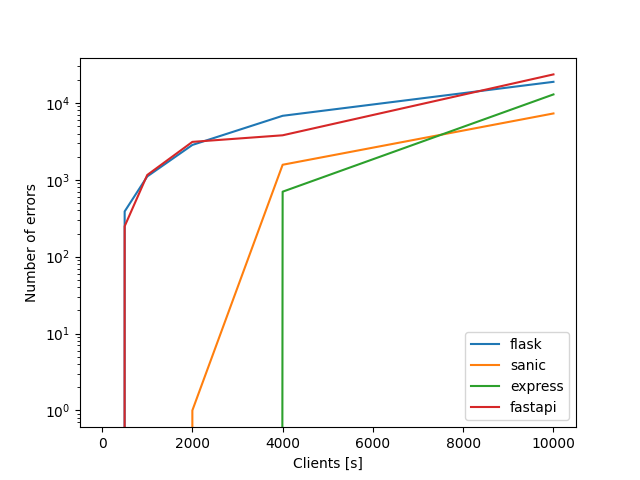 Number of errors
10⁴
10³
10²
10¹
10⁰
flask
sanic
express
fastapi
0 2000 4000 6000 8000 10000
Clients [s]